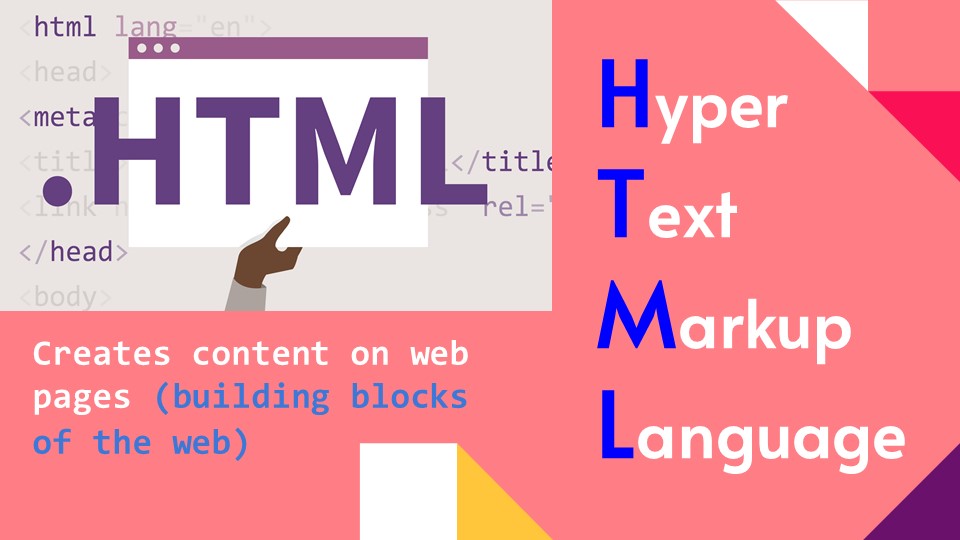 <html lang="en">
<head>
<meta
.HTML
</title
rel="
</head>
<body>
Creates content on web
pages (building blocks
of the web)
Hyper
Text
Markup
Language